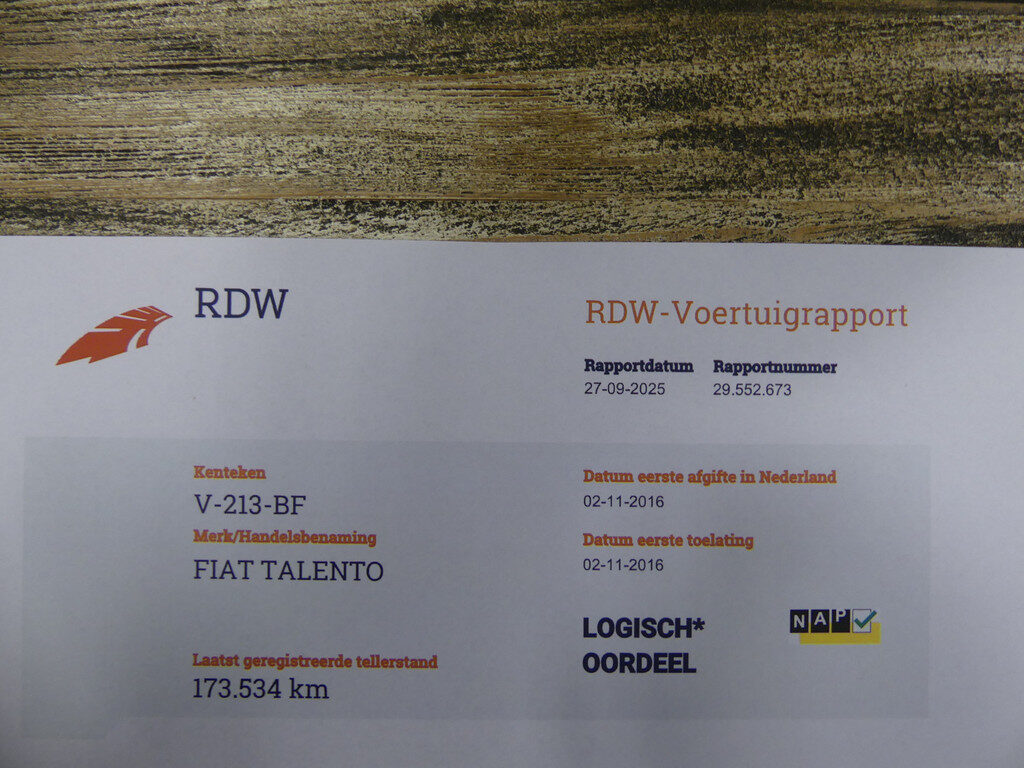 RDW
RDW-Voertuigrapport
Rapportdatum Rapportnummer
27-09-2025 29.552.673
Kenteken
V-213-BF
Merk/Handelsbenaming
FIAT TALENTO
Laatst geregistreerde tellerstand
173.534 km
Datum eerste afgifte in Nederland
02-11-2016
Datum eerste toelating
02-11-2016
LOGISCH*
OORDEEL
NAP